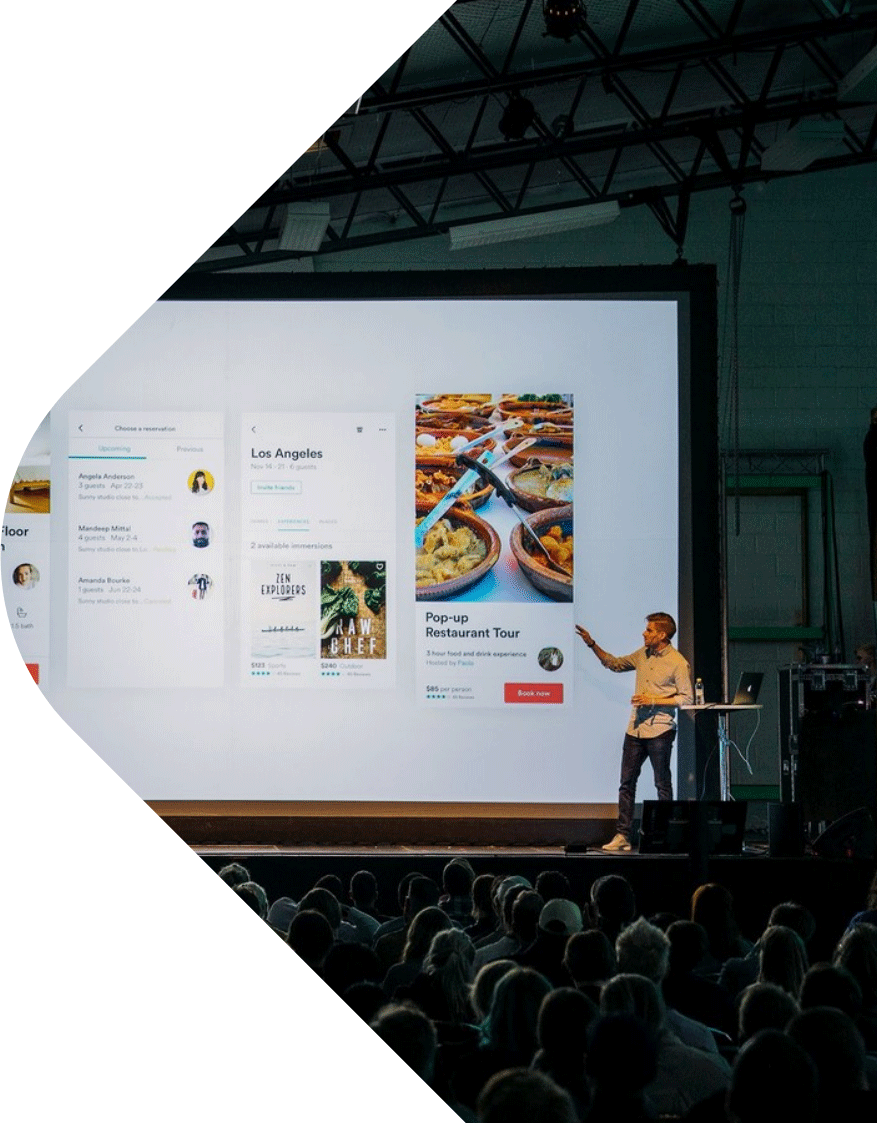 Floor
1.5 bath
Choose a reservation
Upcoming
Previous
Angela Anderson
3 guests Apr 22-23
Sunny studio close to... Accepted
Mandeep Mittal
4 guests May 2-4
Sunny studio close to La...
Amanda Bourke
1 guests Jun 22-24
Sunny studio close to...
Los Angeles
Nov 14 - 21 · 6 guests
Invite friends
EXPERIENCES
PLACES
2 available immersions
ZEN
EXPLORERS
$123 Sports
RAW
CHEF
$240 Outdoor
Pop-up
Restaurant Tour
3 hour food and drink experience
Hosted by Paola
$85 per person
Book now